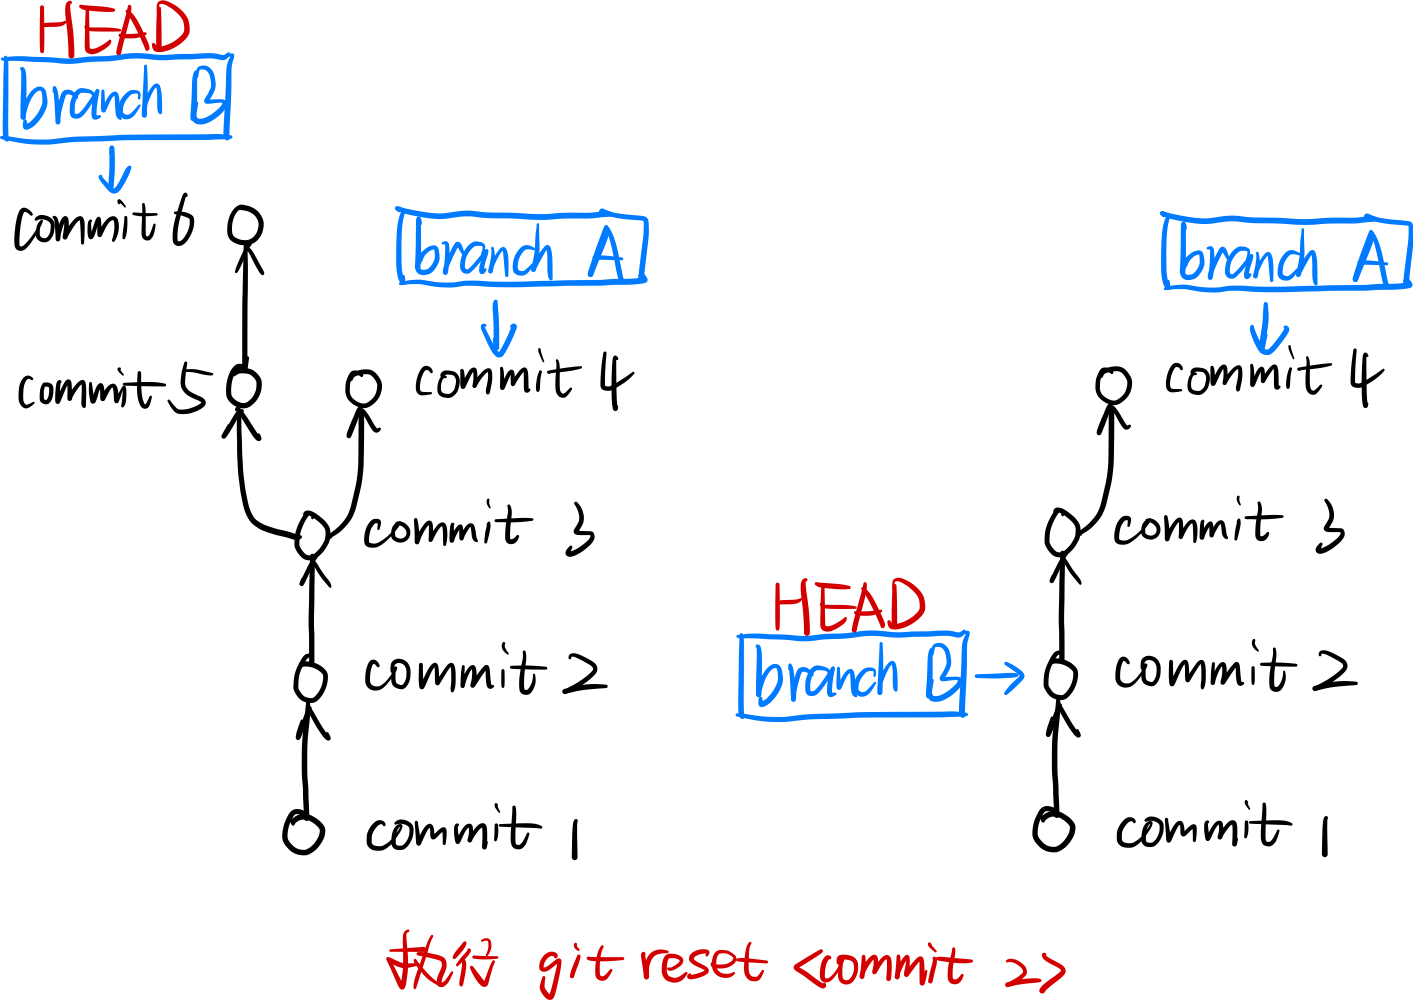 HEAD
branch B
commit 6
branch A
commit 5
commit 4
commit 3
commit 2
commit 1
branch A
commit 4
commit 3
HEAD
branch B
commit 2
commit 1
执行 git reset <commit 2>